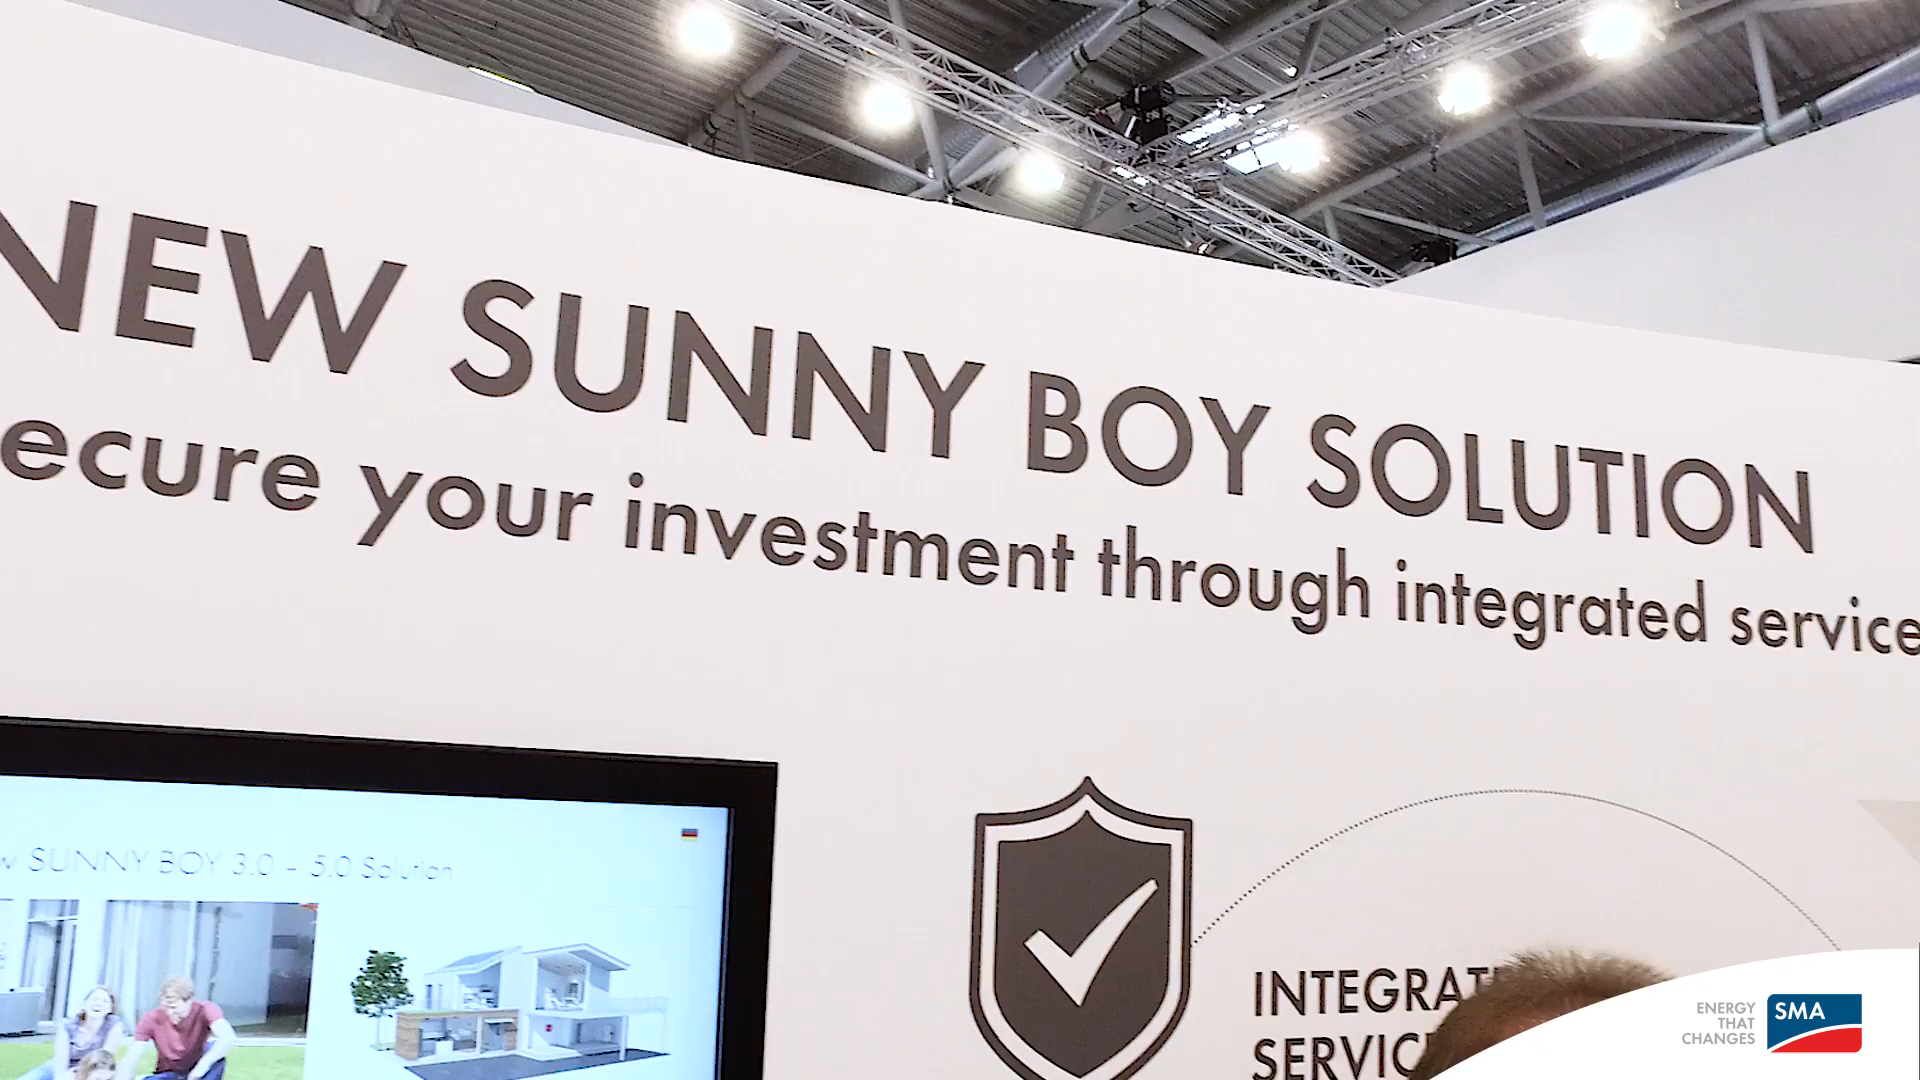 NEW SUNNY BOY SOLUTION
ecure your investment through integrated service
w SUNNY BOY 3.0 – 5.0 Solution
INTEGRAT
SERVIC
ENERGY
THAT
CHANGES
SMA